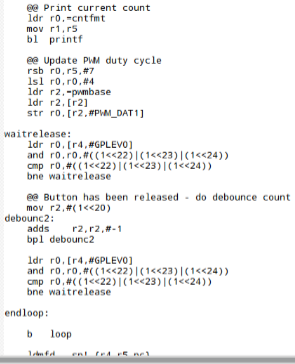 @@ Print current count
ldr r0,=cntfmt
mov r1,r5
bl printf
@@ Update PWM duty cycle
rsb r0,r5,#7
lsl r0,r0,#4
ldr r2,=pwmbase
ldr r2,[r2]
str r0,[r2,#PWM_DAT1]
waitrelease:
ldr r0,[r4,#GPLEV0]
and r0,r0,#((1<<22)|(1<<23)|(1<<24))
cmp r0,#((1<<22)|(1<<23)|(1<<24))
bne waitrelease
@@ Button has been released - do debounce count
mov r2,#(1<<20)
debounc2:
adds r2,r2,#-1
bpl debounc2
ldr r0,[r4,#GPLEV0]
and r0,r0,#((1<<22)|(1<<23)|(1<<24))
cmp r0,#((1<<22)|(1<<23)|(1<<24))
bne waitrelease
endloop:
b loop